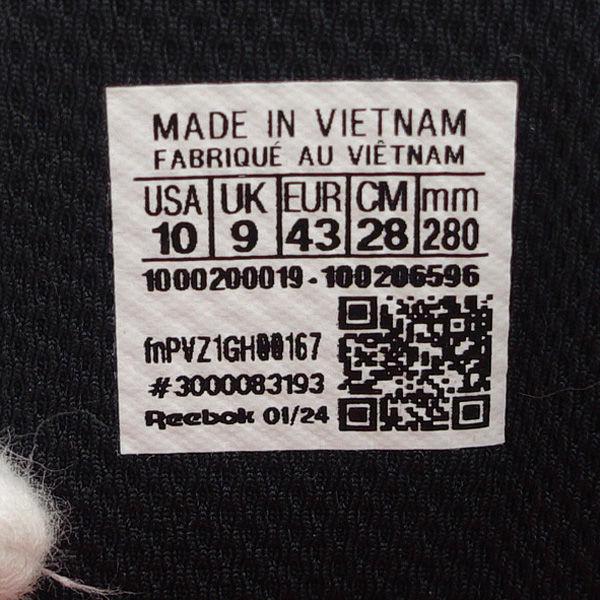 MADE IN VIETNAM
FABRIQUÉ AU VIÊTNAM
USA UK EUR CM mm
10 9 43 28 280
1000200019-100206596
fnPVZ1GH00167
#3000083193
Reebok 01/24